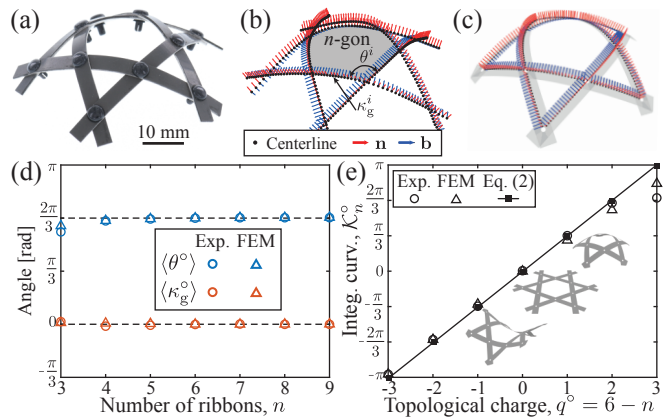 (a)
10 mm
(b)
n-gon
θⁱ
κ_gⁱ
Centerline n b
(c)
(d)
π
2π/3
π/3
0
-π/3
Angle [rad]
Exp. FEM
⟨θ°⟩
⟨κ_g°⟩
3 4 5 6 7 8 9
Number of ribbons, n
(e)
π
2π/3
π/3
0
-π/3
-2π/3
-π
Integ. curv., 𝒦_n°
Exp. FEM Eq. (2)
-3 -2 -1 0 1 2 3
Topological charge, q° = 6 − n